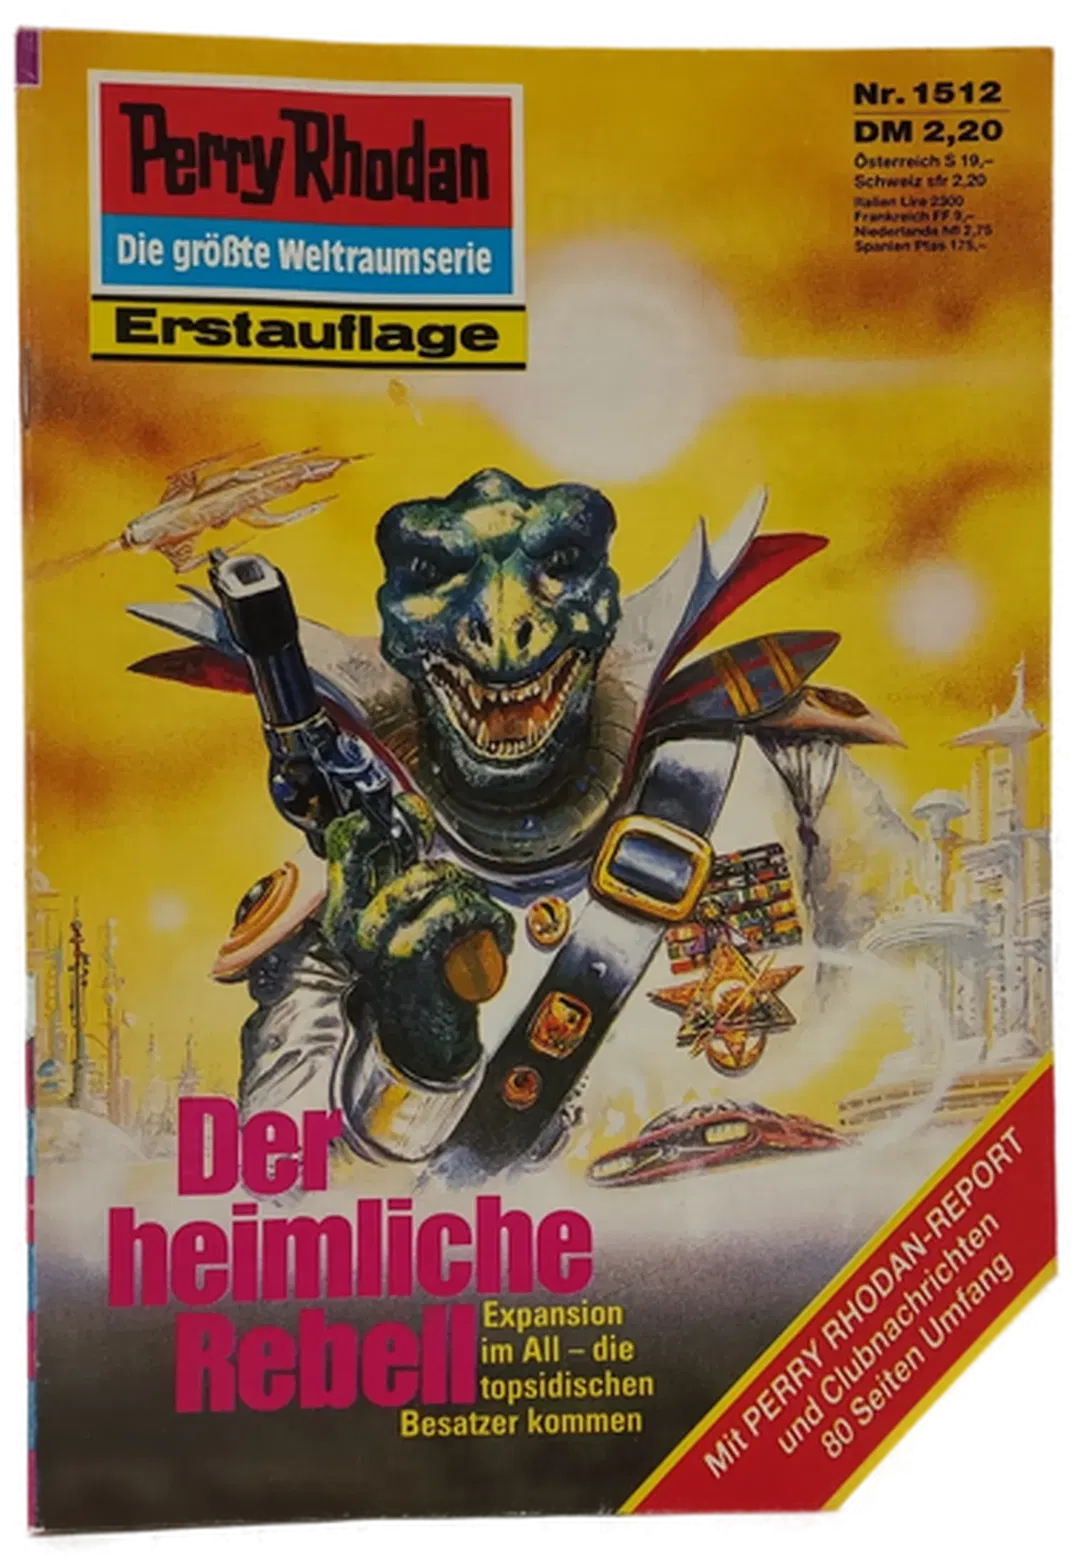 Perry Rhodan
Die größte Weltraumserie
Erstauflage
Nr. 1512
DM 2,20
Österreich S 19,–
Schweiz sfr 2,20
Italien Lire 2300
Frankreich FF 9,–
Niederlande hfl 2,75
Spanien Ptas 175,–
Der
heimliche
Rebell
Expansion
im All – die
topsidischen
Besatzer kommen
Mit PERRY RHODAN-REPORT
und Clubnachrichten
80 Seiten Umfang